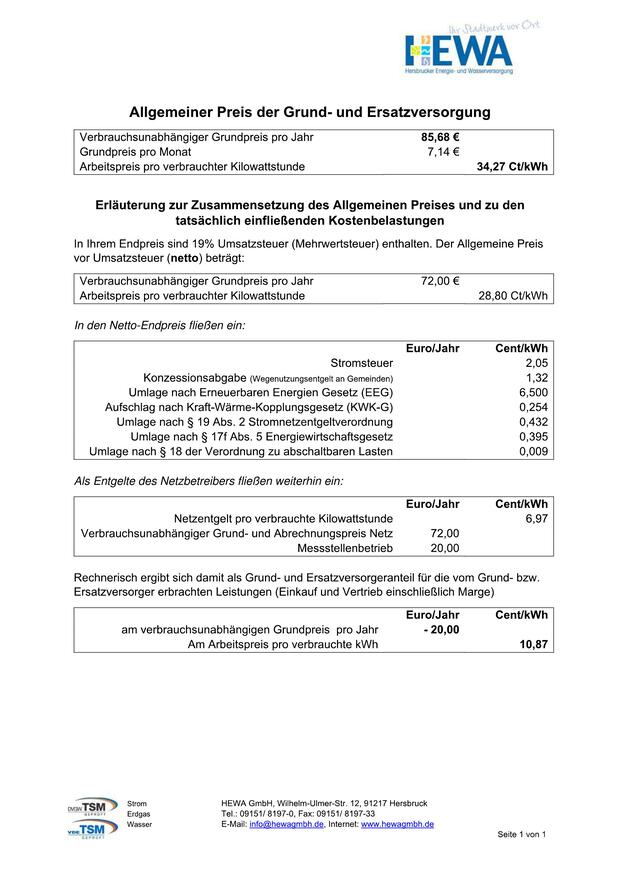 Ihr Stadtwerk vor Ort
HEWA
Hersbrucker Energie- und Wasserversorgung
Allgemeiner Preis der Grund- und Ersatzversorgung
Verbrauchsunabhängiger Grundpreis pro Jahr 85,68 €
Grundpreis pro Monat 7,14 €
Arbeitspreis pro verbrauchter Kilowattstunde 34,27 Ct/kWh
Erläuterung zur Zusammensetzung des Allgemeinen Preises und zu den
tatsächlich einfließenden Kostenbelastungen
In Ihrem Endpreis sind 19% Umsatzsteuer (Mehrwertsteuer) enthalten. Der Allgemeine Preis
vor Umsatzsteuer (netto) beträgt:
Verbrauchsunabhängiger Grundpreis pro Jahr 72,00 €
Arbeitspreis pro verbrauchter Kilowattstunde 28,80 Ct/kWh
In den Netto-Endpreis fließen ein:
Euro/Jahr Cent/kWh
Stromsteuer 2,05
Konzessionsabgabe (Wegenutzungsentgelt an Gemeinden) 1,32
Umlage nach Erneuerbaren Energien Gesetz (EEG) 6,500
Aufschlag nach Kraft-Wärme-Kopplungsgesetz (KWK-G) 0,254
Umlage nach § 19 Abs. 2 Stromnetzentgeltverordnung 0,432
Umlage nach § 17f Abs. 5 Energiewirtschaftsgesetz 0,395
Umlage nach § 18 der Verordnung zu abschaltbaren Lasten 0,009
Als Entgelte des Netzbetreibers fließen weiterhin ein:
Euro/Jahr Cent/kWh
Netzentgelt pro verbrauchte Kilowattstunde 6,97
Verbrauchsunabhängiger Grund- und Abrechnungspreis Netz 72,00
Messstellenbetrieb 20,00
Rechnerisch ergibt sich damit als Grund- und Ersatzversorgeranteil für die vom Grund- bzw.
Ersatzversorger erbrachten Leistungen (Einkauf und Vertrieb einschließlich Marge)
Euro/Jahr Cent/kWh
am verbrauchsunabhängigen Grundpreis pro Jahr - 20,00
Am Arbeitspreis pro verbrauchte kWh 10,87
DVGW TSM
GEPRÜFT
VDE TSM
GEPRÜFT
Strom
Erdgas
Wasser
HEWA GmbH, Wilhelm-Ulmer-Str. 12, 91217 Hersbruck
Tel.: 09151/ 8197-0, Fax: 09151/ 8197-33
E-Mail: info@hewagmbh.de, Internet: www.hewagmbh.de
Seite 1 von 1